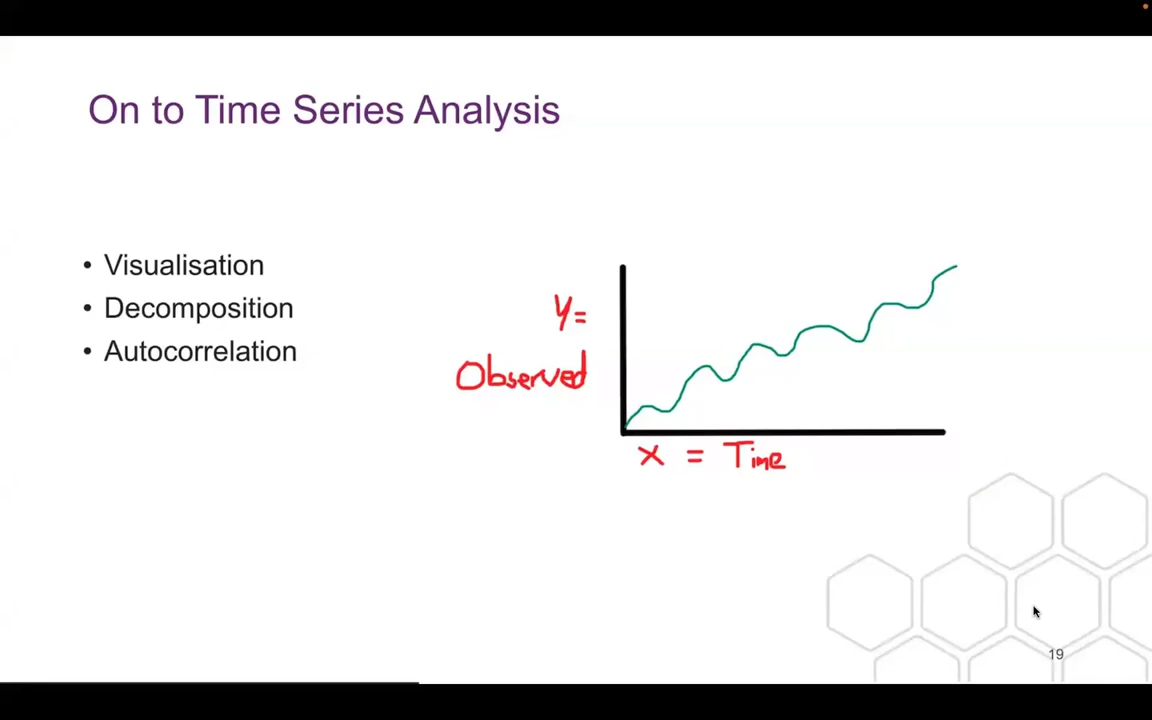 On to Time Series Analysis
• Visualisation
• Decomposition
• Autocorrelation
Y=
Observed
X = Time
19